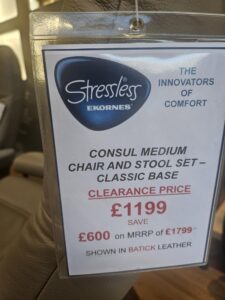 Stressless
EKORNES
THE
INNOVATORS
OF
COMFORT
CONSUL MEDIUM
CHAIR AND STOOL SET –
CLASSIC BASE
CLEARANCE PRICE
£1199
SAVE
£600 on MRRP of £1799
SHOWN IN BATICK LEATHER